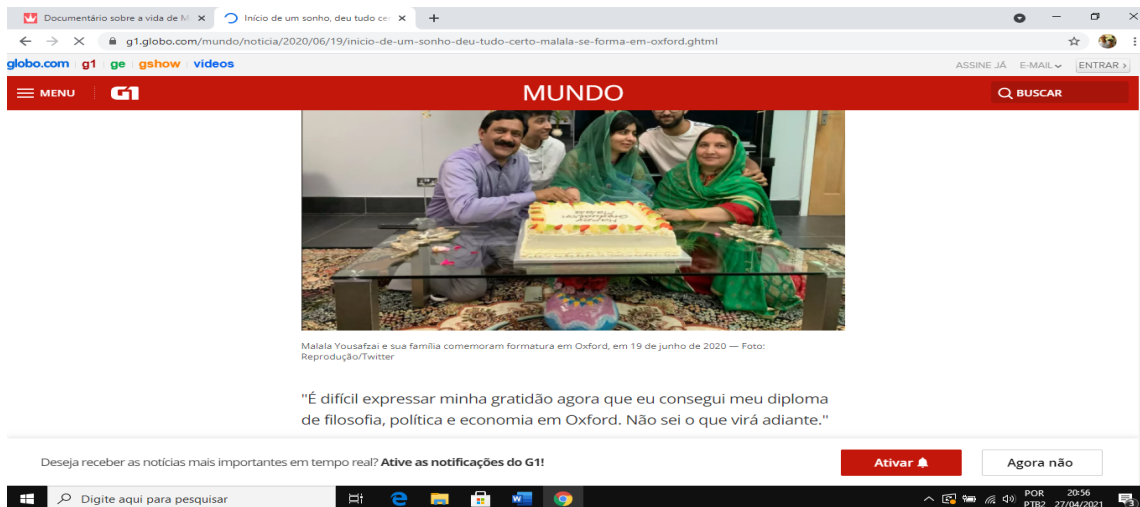 Documentário sobre a vida de M
Início de um sonho, deu tudo cer
g1.globo.com/mundo/noticia/2020/06/19/inicio-de-um-sonho-deu-tudo-certo-malala-se-forma-em-oxford.ghtml
globo.com g1 ge gshow videos
ASSINE JÁ E-MAIL ENTRAR
MENU G1 MUNDO BUSCAR
Happy
Graduation
Malala
Malala Yousafzai e sua família comemoram formatura em Oxford, em 19 de junho de 2020 — Foto:
Reprodução/Twitter
"É difícil expressar minha gratidão agora que eu consegui meu diploma
de filosofia, política e economia em Oxford. Não sei o que virá adiante."
Deseja receber as notícias mais importantes em tempo real? Ative as notificações do G1!
Ativar
Agora não
Digite aqui para pesquisar
POR 20:56
PTB2 27/04/2021
3